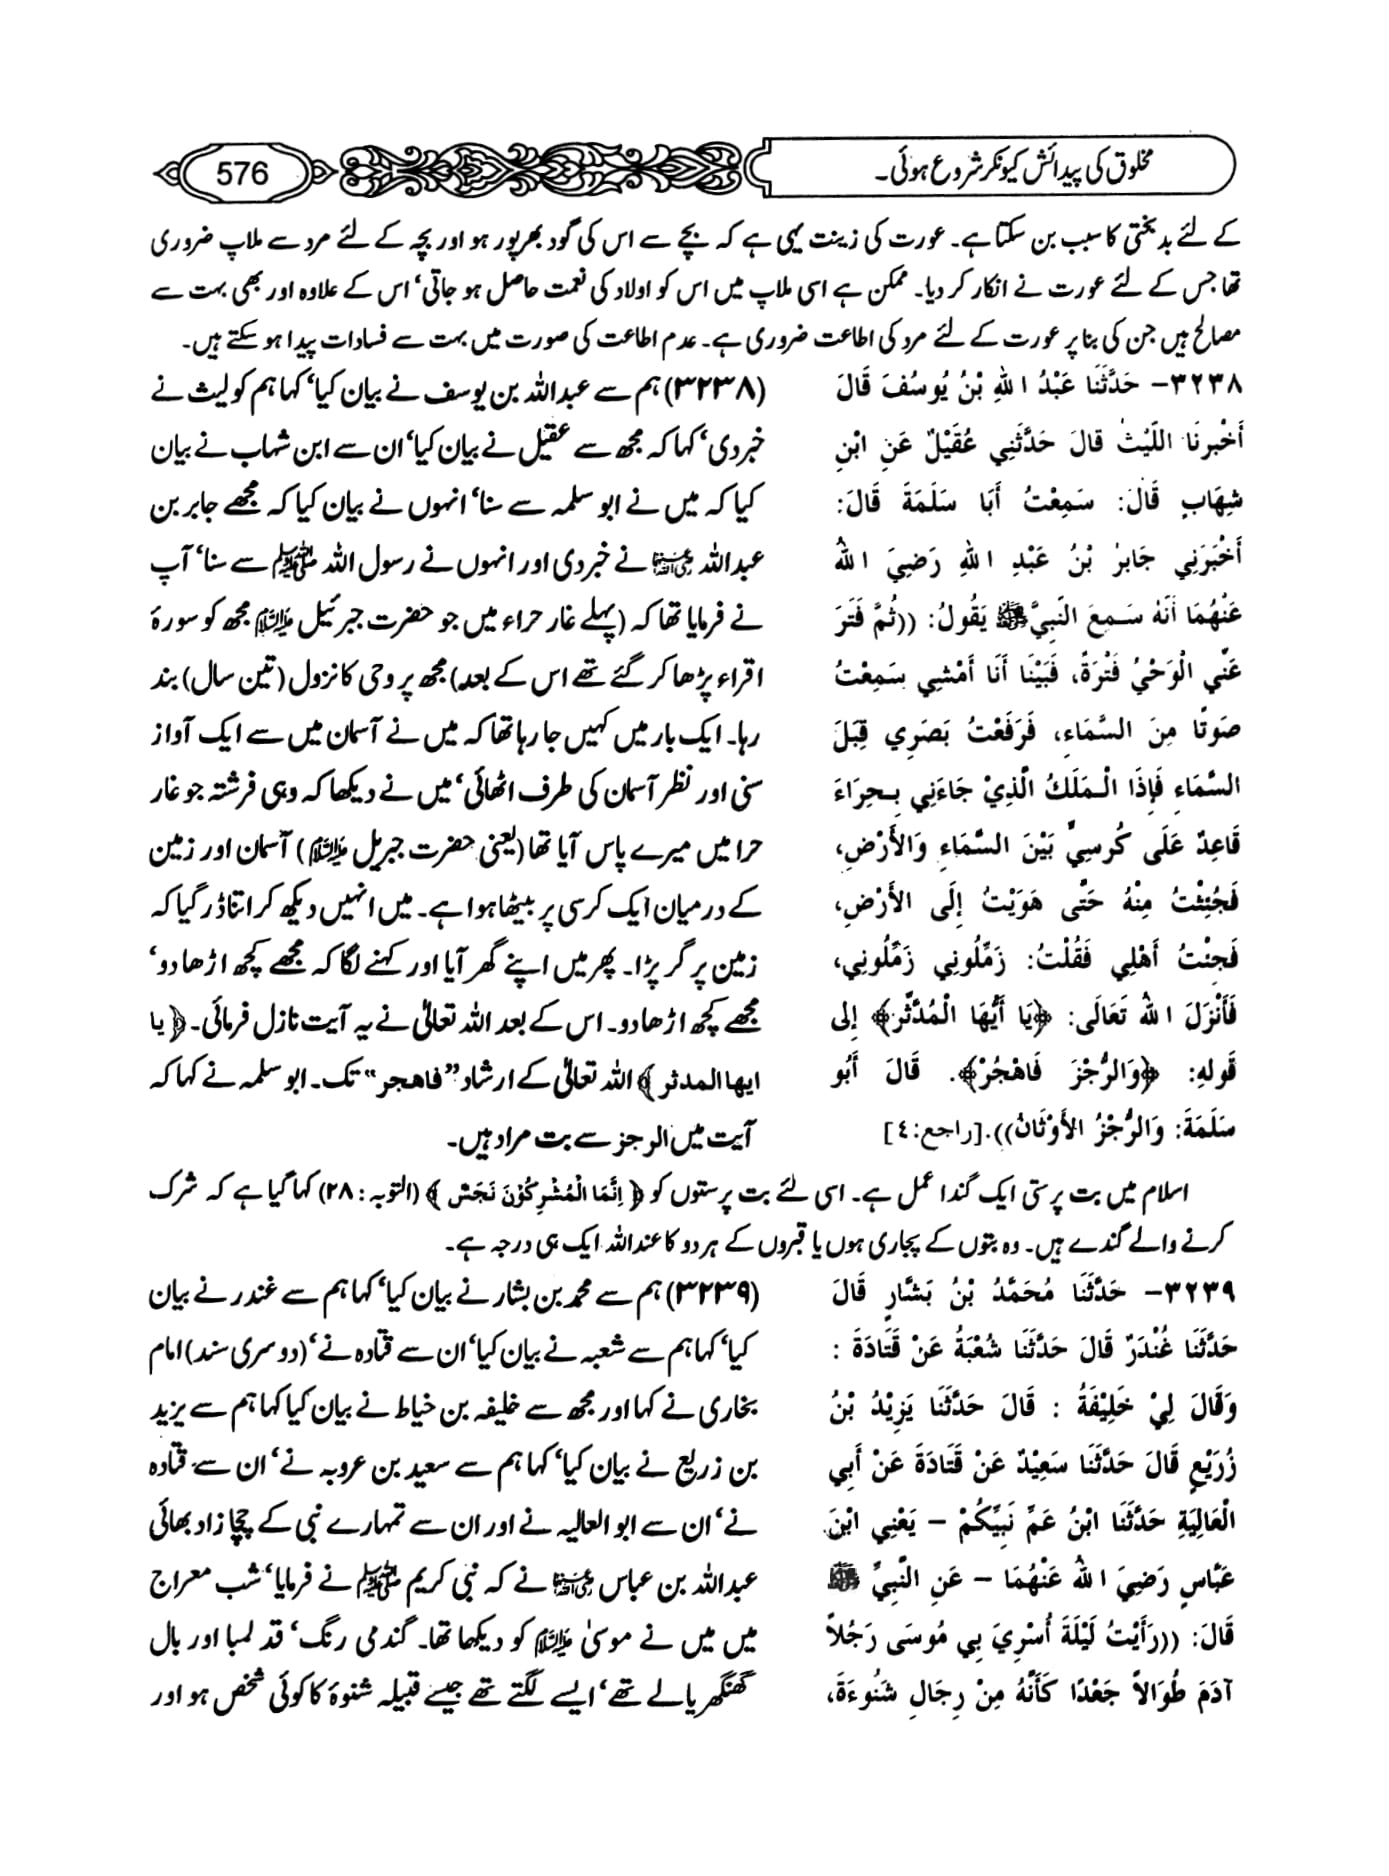 مخلوق کی پیدائش کیونکر شروع ہوئی۔
576
کے لئے بد بختی کا سبب بن سکتا ہے۔ عورت کی زینت یہی ہے کہ بچے سے اس کی گود بھرپور ہو اور بچہ کے لئے مرد سے ملاپ ضروری
تھا جس کے لئے عورت نے انکار کر دیا۔ ممکن ہے اسی ملاپ میں اس کو اولاد کی نعمت حاصل ہو جاتی‘ اس کے علاوہ اور بھی بہت سے
مصالح ہیں جن کی بنا پر عورت کے لئے مرد کی اطاعت ضروری ہے۔ عدم اطاعت کی صورت میں بہت سے فسادات پیدا ہو سکتے ہیں۔
٣٢٣٨- حَدَّثَنَا عَبْدُ اللهِ بْنُ يُوسُفَ قَالَ
أَخْبَرنَا اللَّيْثُ قَالَ حَدَّثَنِي عُقَيْلٌ عَنِ ابْنِ
شِهَابٍ قَالَ: سَمِعْتُ أَبَا سَلَمَةَ قَالَ:
أَخْبَرَنِي جَابِرُ بْنُ عَبْدِ اللهِ رَضِيَ اللهُ
عَنْهُمَا أَنَّهُ سَمِعَ النَّبِيَّ ﷺ يَقُولُ: ((ثُمَّ فَتَرَ
عَنِّي الْوَحْيُ فَتْرَةً، فَبَيْنَا أَنَا أَمْشِي سَمِعْتُ
صَوتًا مِنَ السَّمَاءِ، فَرَفَعْتُ بَصَرِي قِبَلَ
السَّمَاءِ فَإِذَا الْمَلَكُ الَّذِيْ جَاءَنِي بِحِرَاءَ
قَاعِدٌ عَلَى كُرسِيٍّ بَيْنَ السَّمَاءِ وَالأَرْضِ،
فَجُئِثْتُ مِنْهُ حَتَّى هَوَيْتُ إِلَى الأَرْضِ،
فَجِئْتُ أَهْلِي فَقُلْتُ: زَمِّلُونِي زَمِّلُونِي،
فَأَنْزَلَ اللهُ تَعَالَى: ﴿يَا أَيُّهَا الْمُدَّثِّر﴾ إِلى
قَولِهِ: ﴿وَالرُّجْزَ فَاهْجُرْ﴾. قَالَ أَبُو
سَلَمَةَ: وَالرُّجْزُ الأَوْثَانُ)).[راجع:٤]
(۳۲۳۸) ہم سے عبداللہ بن یوسف نے بیان کیا‘ کہا ہم کو لیث نے
خبر دی‘ کہا کہ مجھ سے عقیل نے بیان کیا‘ ان سے ابن شہاب نے بیان
کیا کہ میں نے ابو سلمہ سے سنا‘ انہوں نے بیان کیا کہ مجھے جابر بن
عبداللہ رضی اللہ عنہما نے خبر دی اور انہوں نے رسول اللہ ﷺ سے سنا‘ آپ
نے فرمایا تھا کہ (پہلے غار حراء میں جو حضرت جبرئیل علیہ السلام مجھ کو سورۂ
اقراء پڑھا کر گئے تھے اس کے بعد) مجھ پر وحی کا نزول (تین سال) بند
رہا۔ ایک بار میں کہیں جا رہا تھا کہ میں نے آسمان میں سے ایک آواز
سنی اور نظر آسمان کی طرف اٹھائی‘ میں نے دیکھا کہ وہی فرشتہ جو غار
حرا میں میرے پاس آیا تھا (یعنی حضرت جبریل علیہ السلام) آسمان اور زمین
کے درمیان ایک کرسی پر بیٹھا ہوا ہے۔ میں انہیں دیکھ کر اتنا ڈر گیا کہ
زمین پر گر پڑا۔ پھر میں اپنے گھر آیا اور کہنے لگا کہ مجھے کچھ اڑھا دو‘
مجھے کچھ اڑھا دو۔ اس کے بعد اللہ تعالیٰ نے یہ آیت نازل فرمائی۔ ﴿ یا
ایھا المدثر ﴾ اللہ تعالیٰ کے ارشاد ”فاھجر“ تک۔ ابو سلمہ نے کہا کہ
آیت میں الرجز سے بت مراد ہیں۔
اسلام میں بت پرستی ایک گندا عمل ہے۔ اسی لئے بت پرستوں کو ﴿ اِنَّمَا الْمُشْرِكُوْنَ نَجَسٌ ﴾ (التوبہ: ۲۸) کہا گیا ہے کہ شرک
کرنے والے گندے ہیں۔ وہ بتوں کے پجاری ہوں یا قبروں کے ہر دو کا عنداللہ ایک ہی درجہ ہے۔
٣٢٣٩- حَدَّثَنَا مُحَمَّدُ بْنُ بَشَّارٍ قَالَ
حَدَّثَنَا غُنْدَرٌ قَالَ حَدَّثَنَا شُعْبَةُ عَنْ قَتَادَةَ :
وَقَالَ لِيْ خَلِيْفَةُ : قَالَ حَدَّثَنَا يَزِيْدُ بْنُ
زُرَيْعٍ قَالَ حَدَّثَنَا سَعِيْدٌ عَنْ قَتَادَةَ عَنْ أَبِي
الْعَالِيَةِ حَدَّثَنَا ابْنُ عَمِّ نَبِيِّكُمْ – يَعْنِي ابْنَ
عَبَّاسٍ رَضِيَ اللهُ عَنْهُمَا – عَنِ النَّبِيِّ ﷺ
قَالَ: ((رَأَيْتُ لَيْلَةَ أُسْرِيَ بِي مُوسَى رَجُلاً
آدَمَ طُوَالاً جَعْدًا كَأَنَّهُ مِنْ رِجَالِ شَنُوءَةَ،
(۳۲۳۹) ہم سے محمد بن بشار نے بیان کیا‘ کہا ہم سے غندر نے بیان
کیا‘ کہا ہم سے شعبہ نے بیان کیا‘ ان سے قتادہ نے‘ (دوسری سند) امام
بخاری نے کہا اور مجھ سے خلیفہ بن خیاط نے بیان کیا کہا ہم سے یزید
بن زریع نے بیان کیا‘ کہا ہم سے سعید بن عروبہ نے‘ ان سے قتادہ
نے‘ ان سے ابو العالیہ نے اور ان سے تمہارے نبی کے چچا زاد بھائی
عبداللہ بن عباس رضی اللہ عنہما نے کہ نبی کریم ﷺ نے فرمایا‘ شب معراج
میں میں نے موسیٰ علیہ السلام کو دیکھا تھا۔ گندمی رنگ‘ قد لمبا اور بال
گھنگھریالے تھے‘ ایسے لگتے تھے جیسے قبیلہ شنوۃ کا کوئی شخص ہو اور